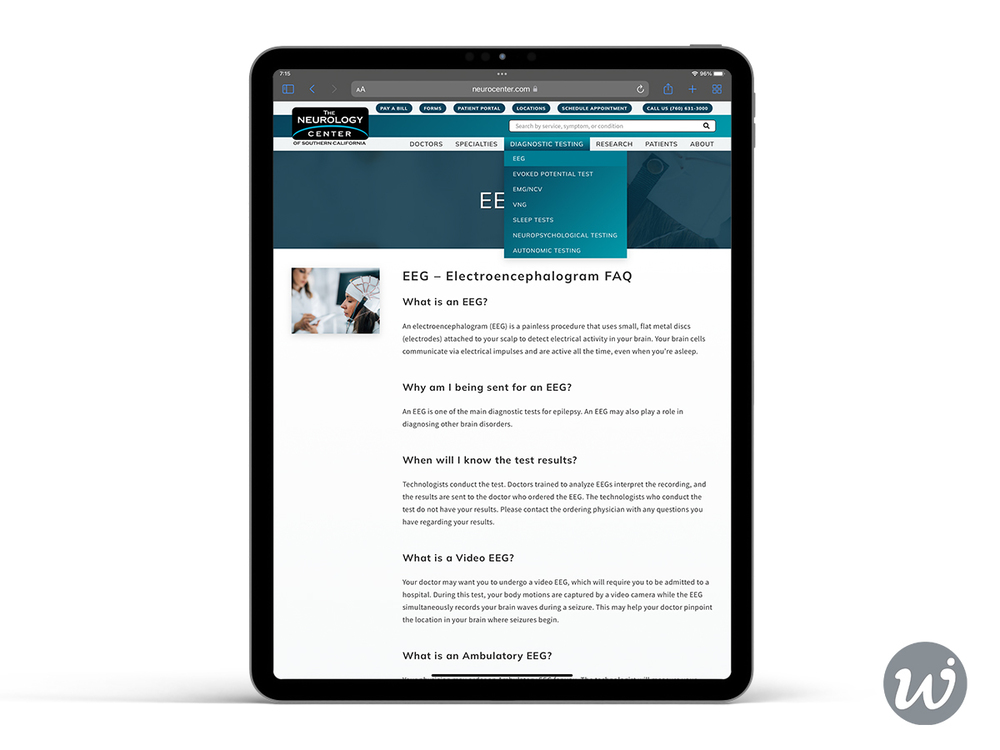 7:15
96%
AA
neurocenter.com
PAY A BILL FORMS PATIENT PORTAL LOCATIONS SCHEDULE APPOINTMENT CALL US (760) 631-3000
THE
NEUROLOGY
CENTER
OF SOUTHERN CALIFORNIA
Search by service, symptom, or condition
DOCTORS SPECIALTIES DIAGNOSTIC TESTING RESEARCH PATIENTS ABOUT
EEG
EVOKED POTENTIAL TEST
EMG/NCV
VNG
SLEEP TESTS
NEUROPSYCHOLOGICAL TESTING
AUTONOMIC TESTING
EE
EEG – Electroencephalogram FAQ
What is an EEG?
An electroencephalogram (EEG) is a painless procedure that uses small, flat metal discs
(electrodes) attached to your scalp to detect electrical activity in your brain. Your brain cells
communicate via electrical impulses and are active all the time, even when you're asleep.
Why am I being sent for an EEG?
An EEG is one of the main diagnostic tests for epilepsy. An EEG may also play a role in
diagnosing other brain disorders.
When will I know the test results?
Technologists conduct the test. Doctors trained to analyze EEGs interpret the recording, and
the results are sent to the doctor who ordered the EEG. The technologists who conduct the
test do not have your results. Please contact the ordering physician with any questions you
have regarding your results.
What is a Video EEG?
Your doctor may want you to undergo a video EEG, which will require you to be admitted to a
hospital. During this test, your body motions are captured by a video camera while the EEG
simultaneously records your brain waves during a seizure. This may help your doctor pinpoint
the location in your brain where seizures begin.
What is an Ambulatory EEG?
wi